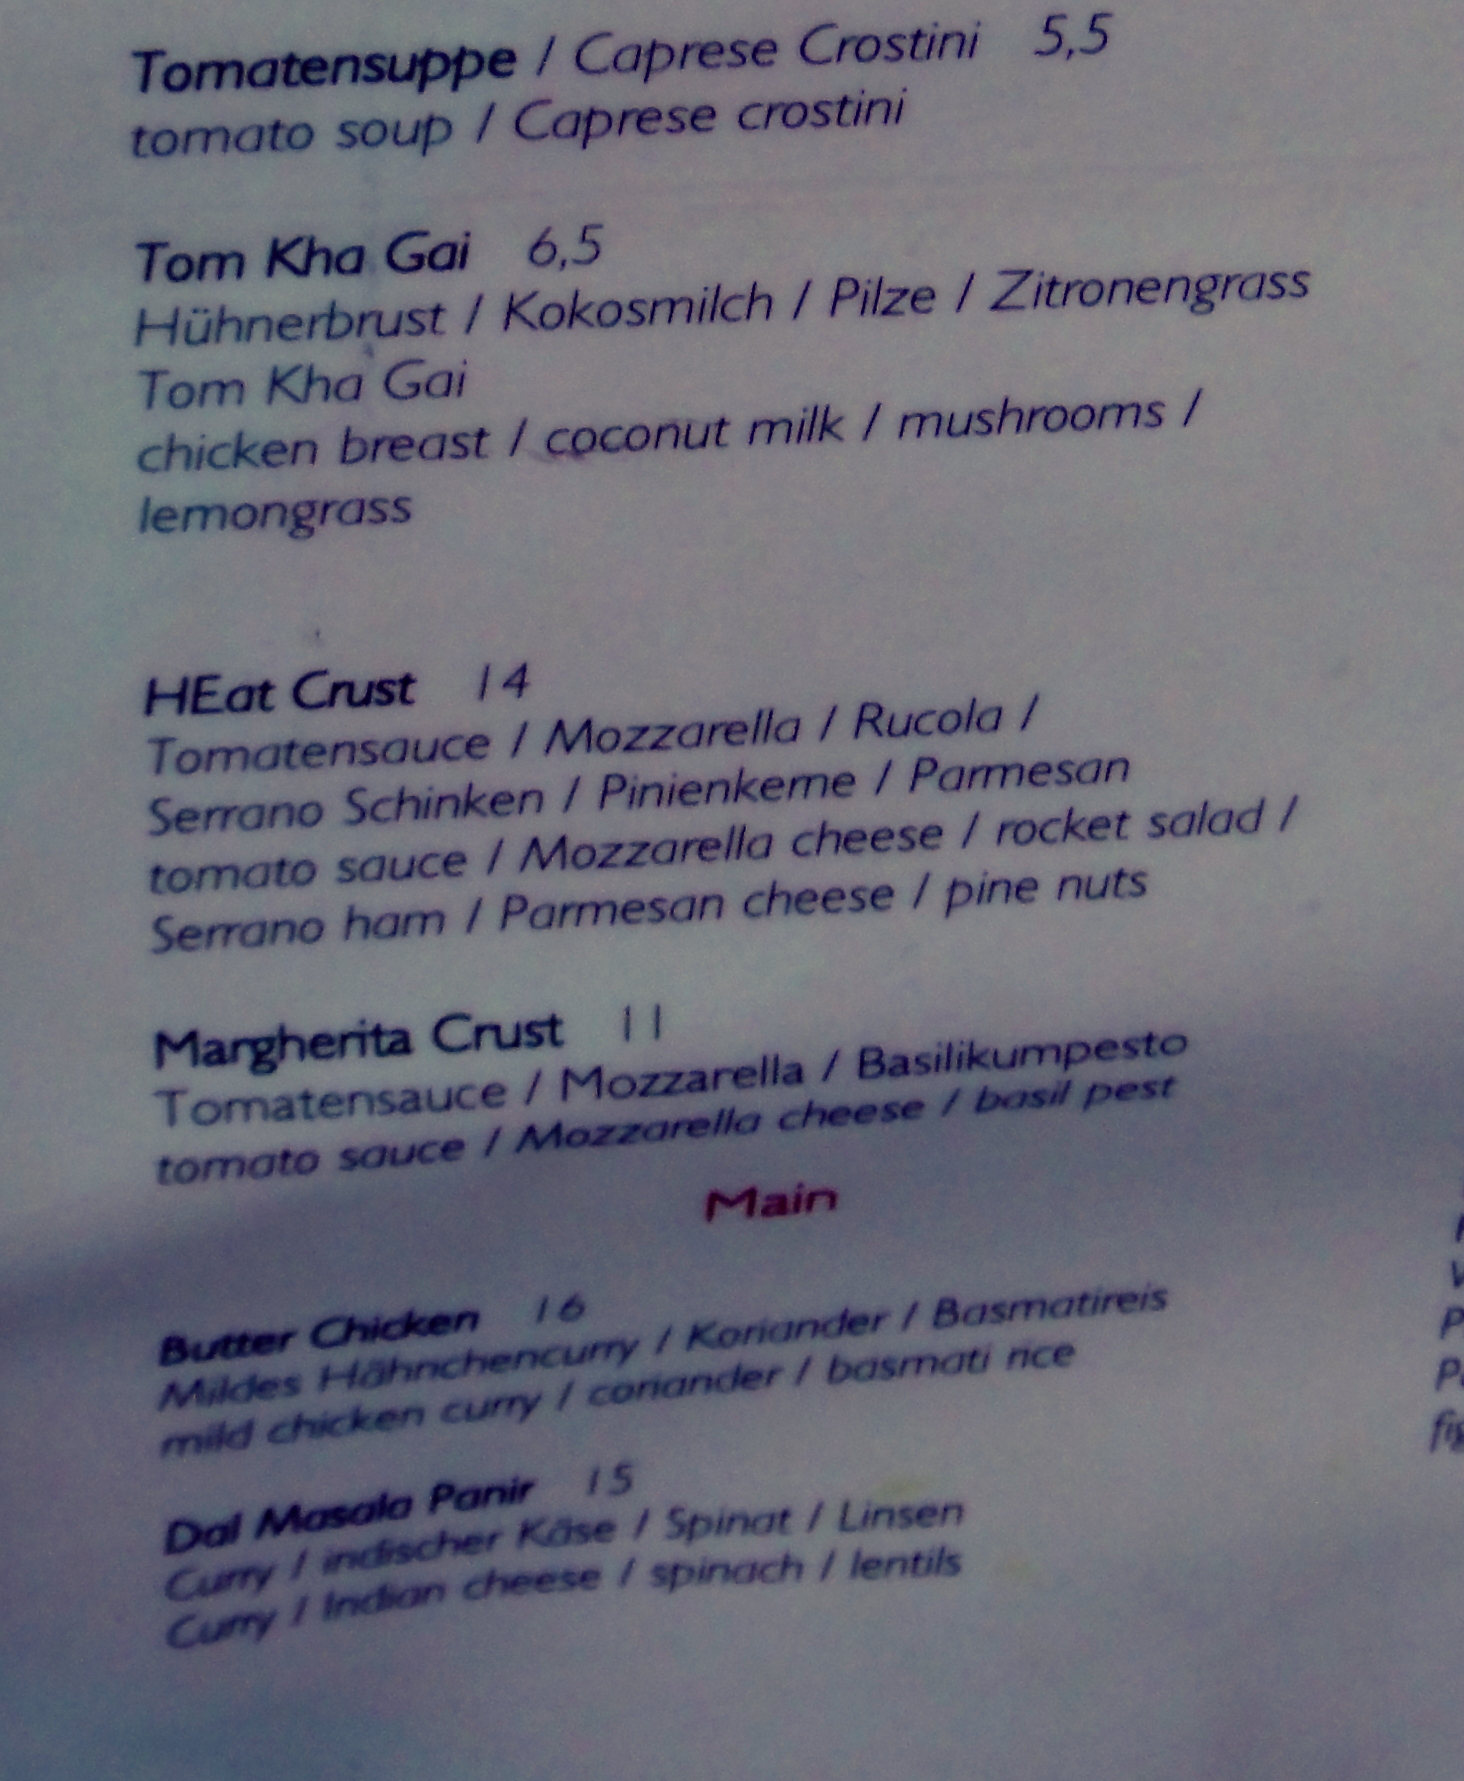 Tomatensuppe / Caprese Crostini 5,5
tomato soup / Caprese crostini
Tom Kha Gai 6,5
Hühnerbrust / Kokosmilch / Pilze / Zitronengrass
Tom Kha Gai
chicken breast / coconut milk / mushrooms /
lemongrass
HEat Crust 14
Tomatensauce / Mozzarella / Rucola /
Serrano Schinken / Pinienkerne / Parmesan
tomato sauce / Mozzarella cheese / rocket salad /
Serrano ham / Parmesan cheese / pine nuts
Margherita Crust 11
Tomatensauce / Mozzarella / Basilikumpesto
tomato sauce / Mozzarella cheese / basil pest
Main
Butter Chicken 16
Mildes Hähnchencurry / Koriander / Basmatireis
mild chicken curry / coriander / basmati rice
Dal Masala Panir 15
Curry / indischer Käse / Spinat / Linsen
Curry / Indian cheese / spinach / lentils